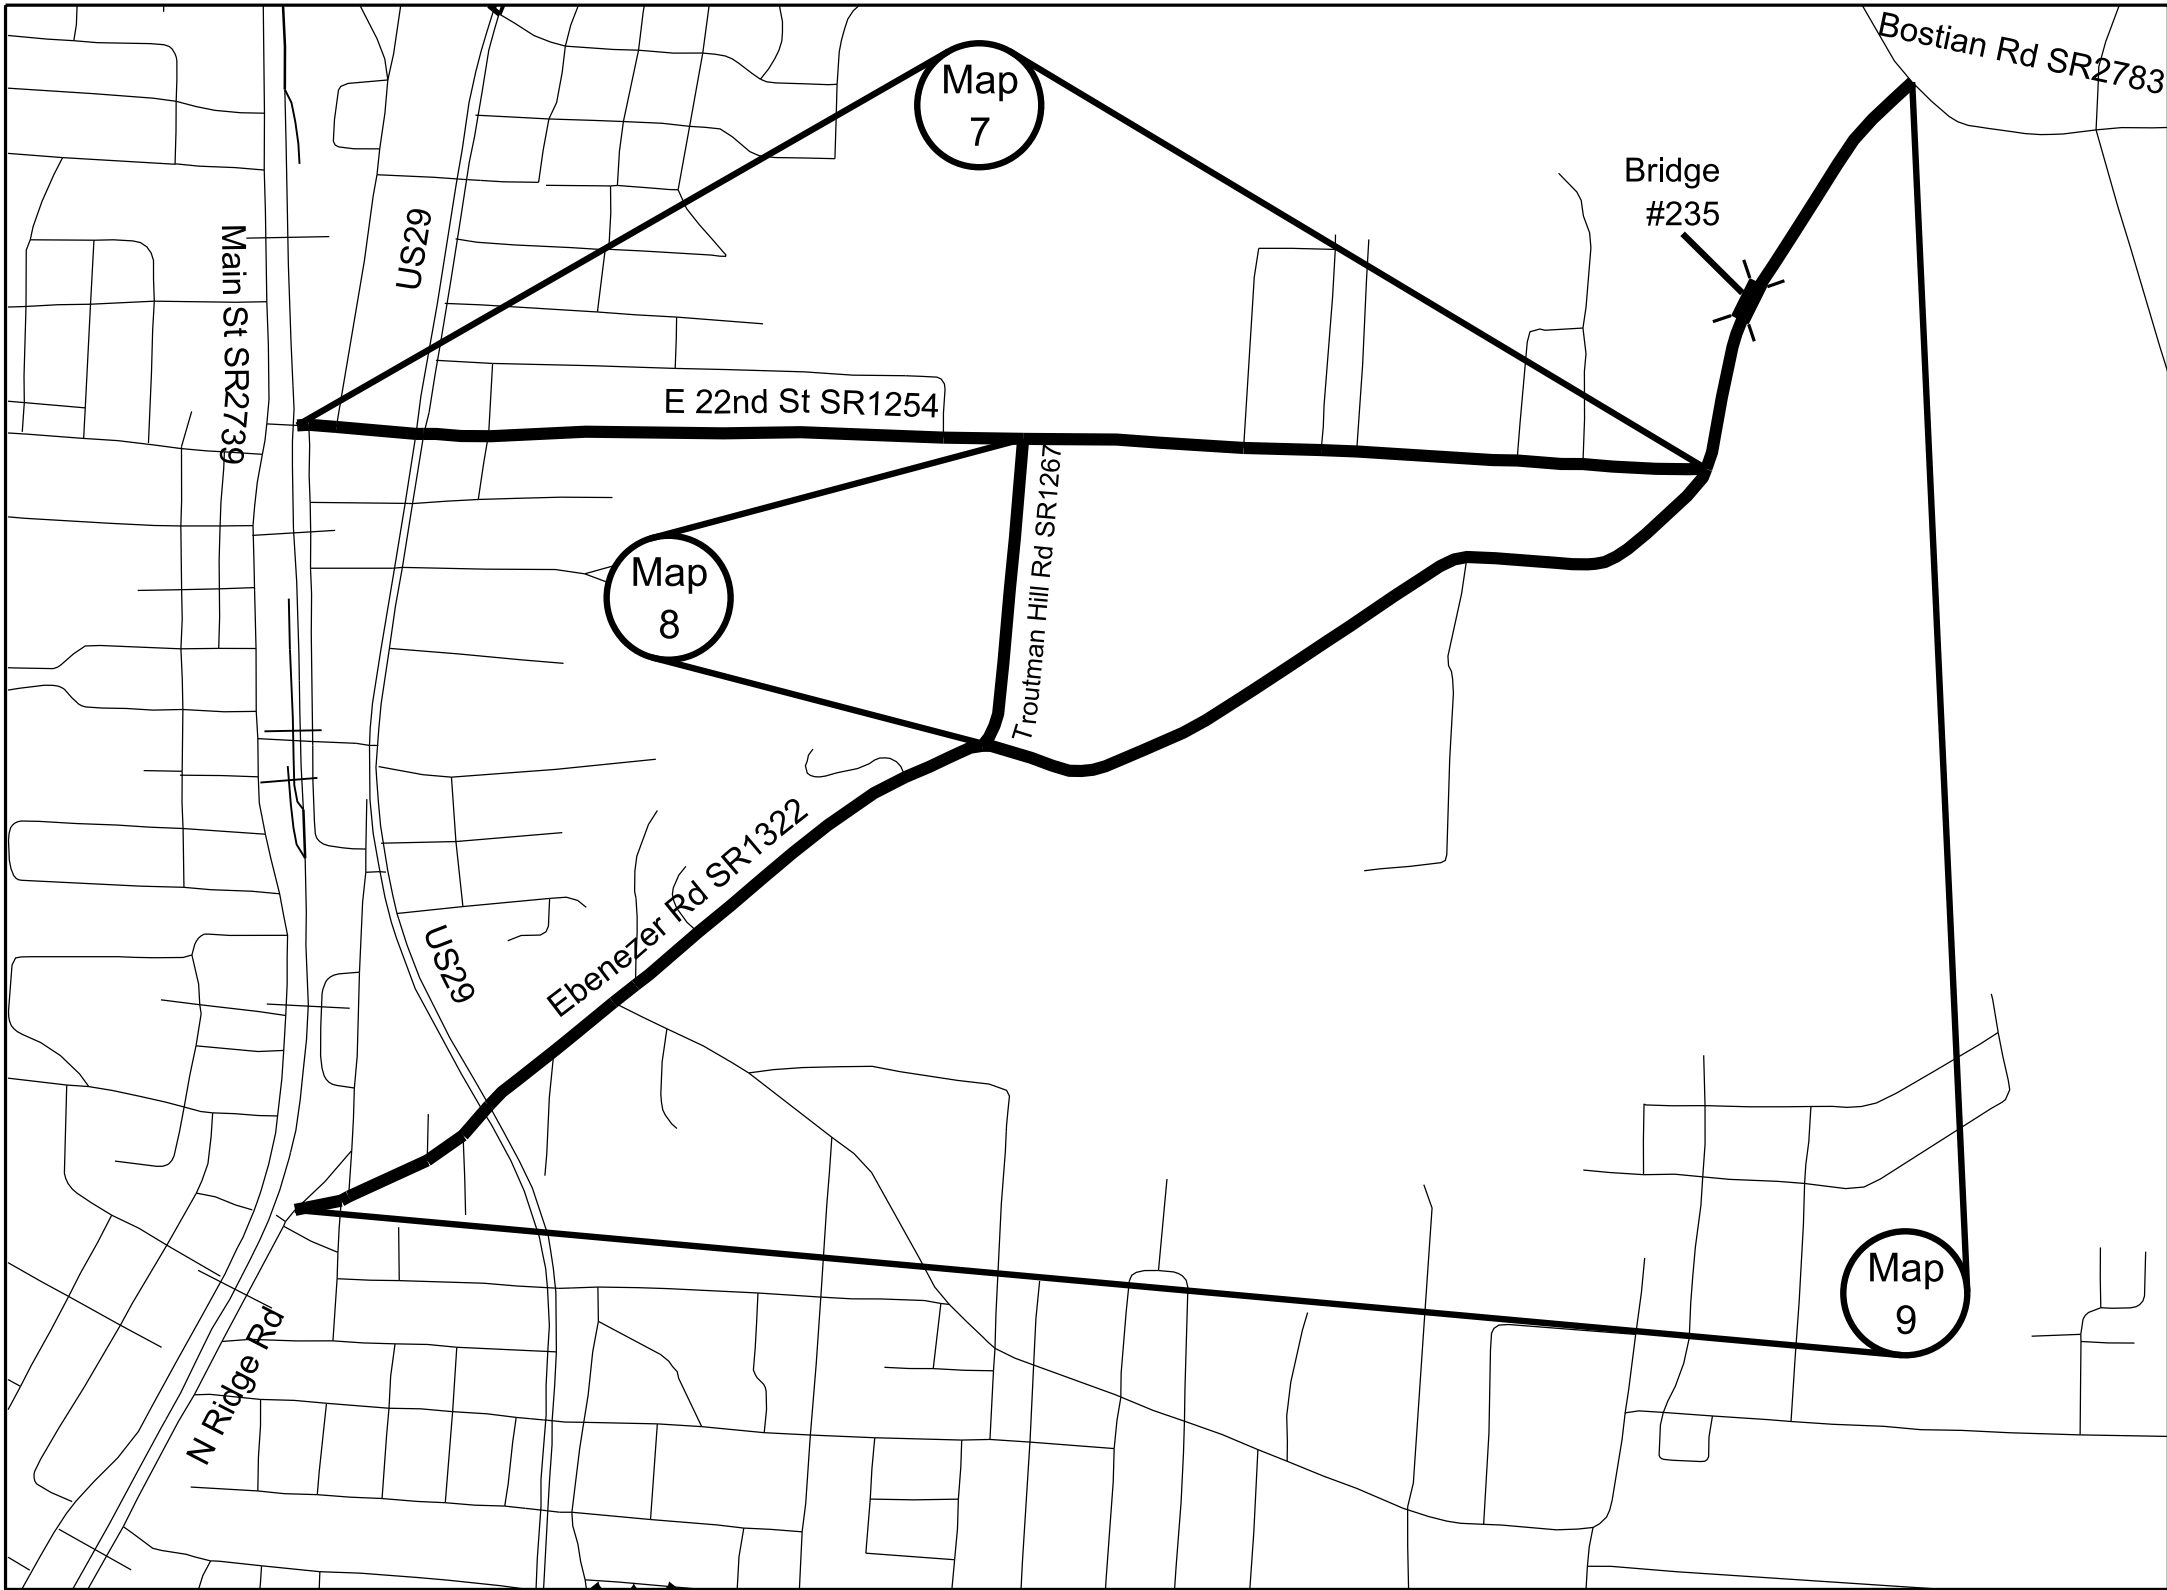 Bostian Rd SR2783
Map
7
Bridge
#235
Main St SR2739
US29
E 22nd St SR1254
Troutman Hill Rd SR1267
Map
8
Ebenezer Rd SR1322
US29
Map
9
N Ridge Rd